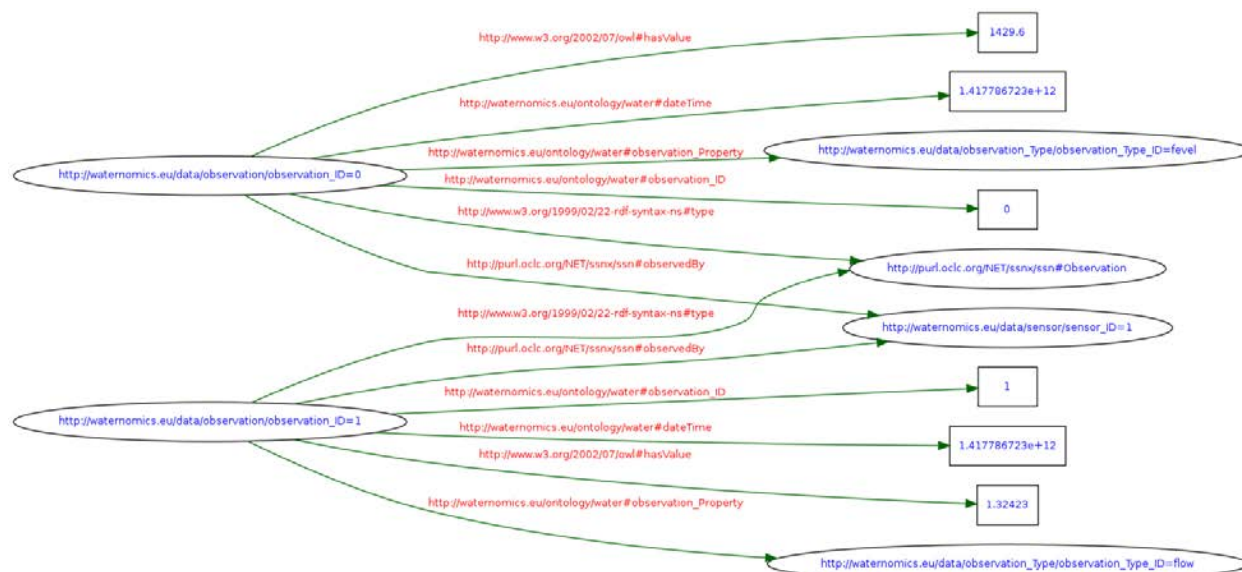 http://www.w3.org/2002/07/owl#hasValue
1429.6
http://waternomics.eu/ontology/water#dateTime
1.417786723e+12
http://waternomics.eu/ontology/water#observation_Property
http://waternomics.eu/data/observation_Type/observation_Type_ID=fevel
http://waternomics.eu/data/observation/observation_ID=0
http://waternomics.eu/ontology/water#observation_ID
0
http://www.w3.org/1999/02/22-rdf-syntax-ns#type
http://purl.oclc.org/NET/ssnx/ssn#observedBy
http://purl.oclc.org/NET/ssnx/ssn#Observation
http://www.w3.org/1999/02/22-rdf-syntax-ns#type
http://waternomics.eu/data/sensor/sensor_ID=1
http://purl.oclc.org/NET/ssnx/ssn#observedBy
http://waternomics.eu/ontology/water#observation_ID
1
http://waternomics.eu/data/observation/observation_ID=1
http://waternomics.eu/ontology/water#dateTime
1.417786723e+12
http://www.w3.org/2002/07/owl#hasValue
1.32423
http://waternomics.eu/ontology/water#observation_Property
http://waternomics.eu/data/observation_Type/observation_Type_ID=flow